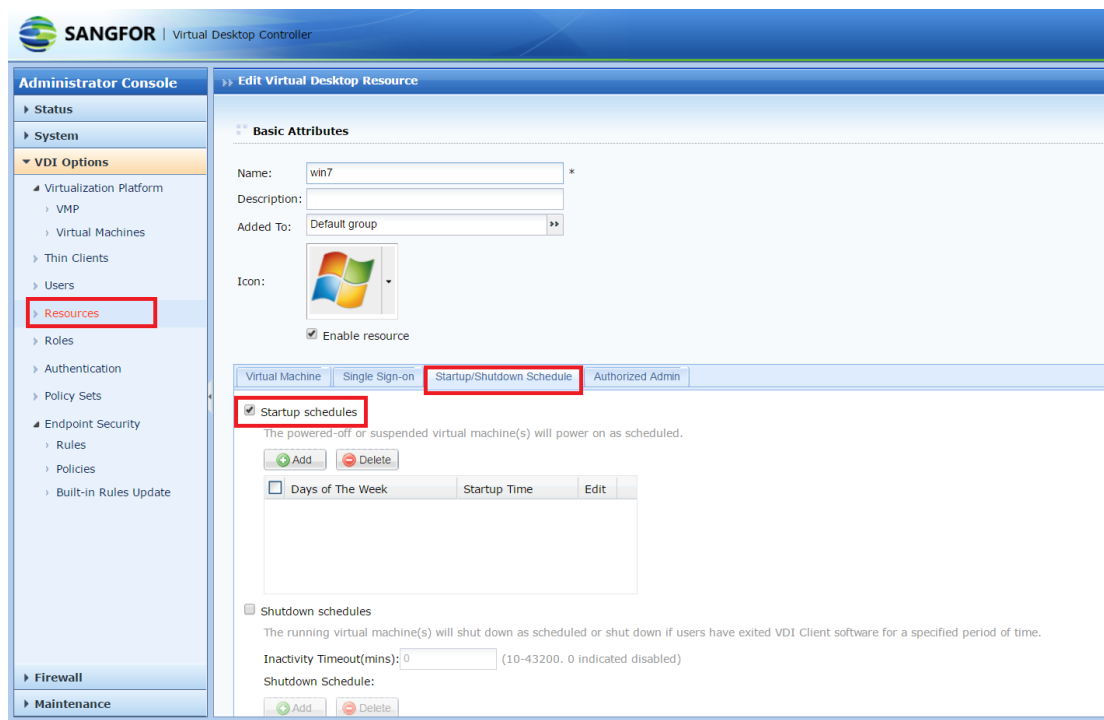 SANGFOR | Virtual Desktop Controller
Administrator Console
Status
System
VDI Options
Virtualization Platform
VMP
Virtual Machines
Thin Clients
Users
Resources
Roles
Authentication
Policy Sets
Endpoint Security
Rules
Policies
Built-in Rules Update
Firewall
Maintenance
Edit Virtual Desktop Resource
Basic Attributes
Name: win7 *
Description:
Added To: Default group
Icon:
Enable resource
Virtual Machine Single Sign-on Startup/Shutdown Schedule Authorized Admin
Startup schedules
The powered-off or suspended virtual machine(s) will power on as scheduled.
Add Delete
Days of The Week Startup Time Edit
Shutdown schedules
The running virtual machine(s) will shut down as scheduled or shut down if users have exited VDI Client software for a specified period of time.
Inactivity Timeout(mins): 0 (10-43200. 0 indicated disabled)
Shutdown Schedule:
Add Delete